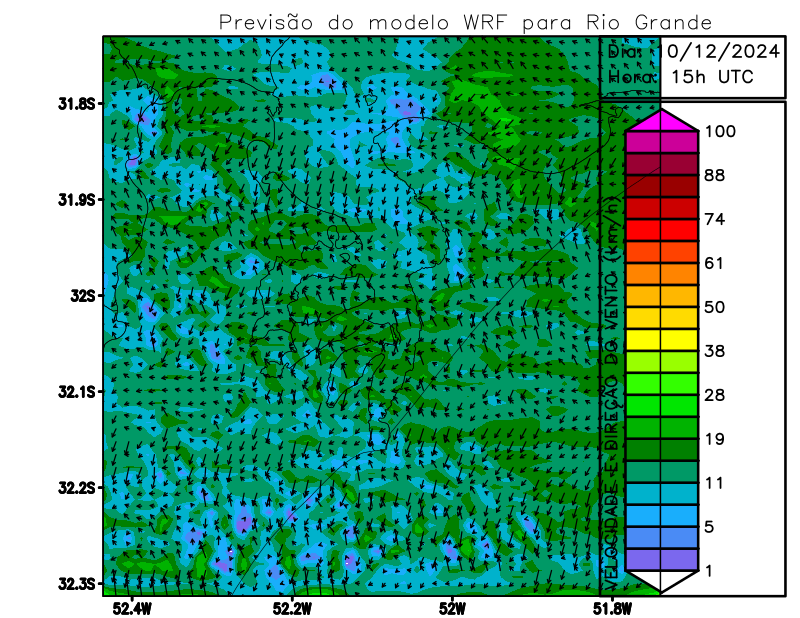 Previsão do modelo WRF para Rio Grande
Dia: 10/12/2024
Hora: 15h UTC
31.8S
31.9S
32S
32.1S
32.2S
32.3S
52.4W
52.2W
52W
51.8W
VELOCIDADE E DIREÇÃO DO VENTO (km/h)
100
88
74
61
50
38
28
19
11
5
1